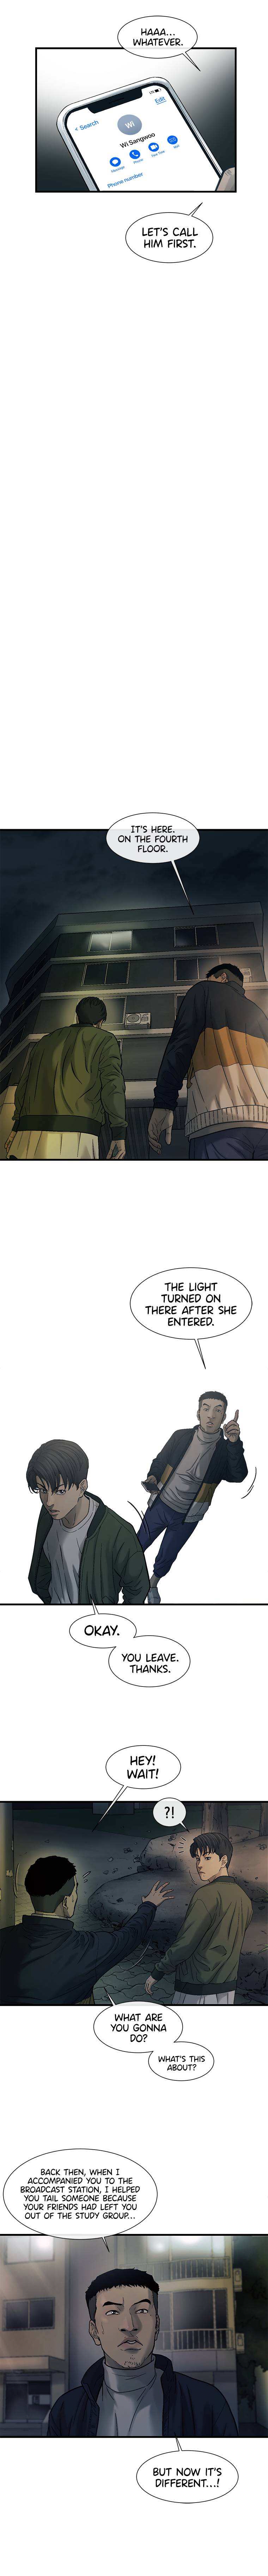 HAAA...
WHATEVER.
Edit
< Search
Wi
Wi Sangwoo
Phone number
LET'S CALL
HIM FIRST.
IT'S HERE.
ON THE FOURTH
FLOOR.
THE LIGHT
TURNED ON
THERE AFTER SHE
ENTERED.
OKAY.
YOU LEAVE.
THANKS.
HEY!
WAIT!
?!
WHAT ARE
YOU GONNA
DO?
WHAT'S THIS
ABOUT?
BACK THEN, WHEN I
ACCOMPANIED YOU TO THE
BROADCAST STATION, I HELPED
YOU TAIL SOMEONE BECAUSE
YOUR FRIENDS HAD LEFT YOU
OUT OF THE STUDY GROUP...
BUT NOW IT'S
DIFFERENT...!